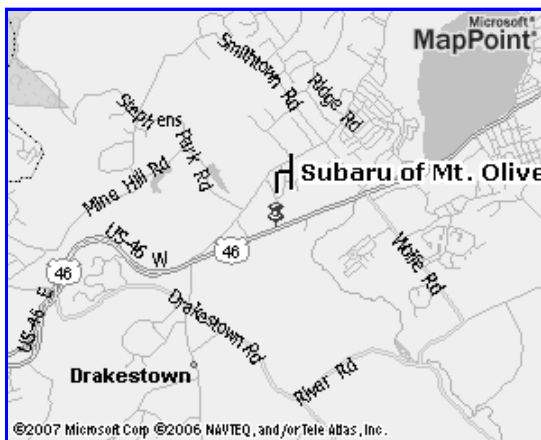 Microsoft®
MapPoint®
Smithtown Rd
Ridge Rd
Stephens Park Rd
Subaru of Mt. Olive
Mine Hill Rd
US-46 W
46
Wolfe Rd
46
US-46 E
Drakestown Rd
Drakestown
River Rd
©2007 Microsoft Corp ©2006 NAVTEQ, and/or Tele Atlas, Inc.